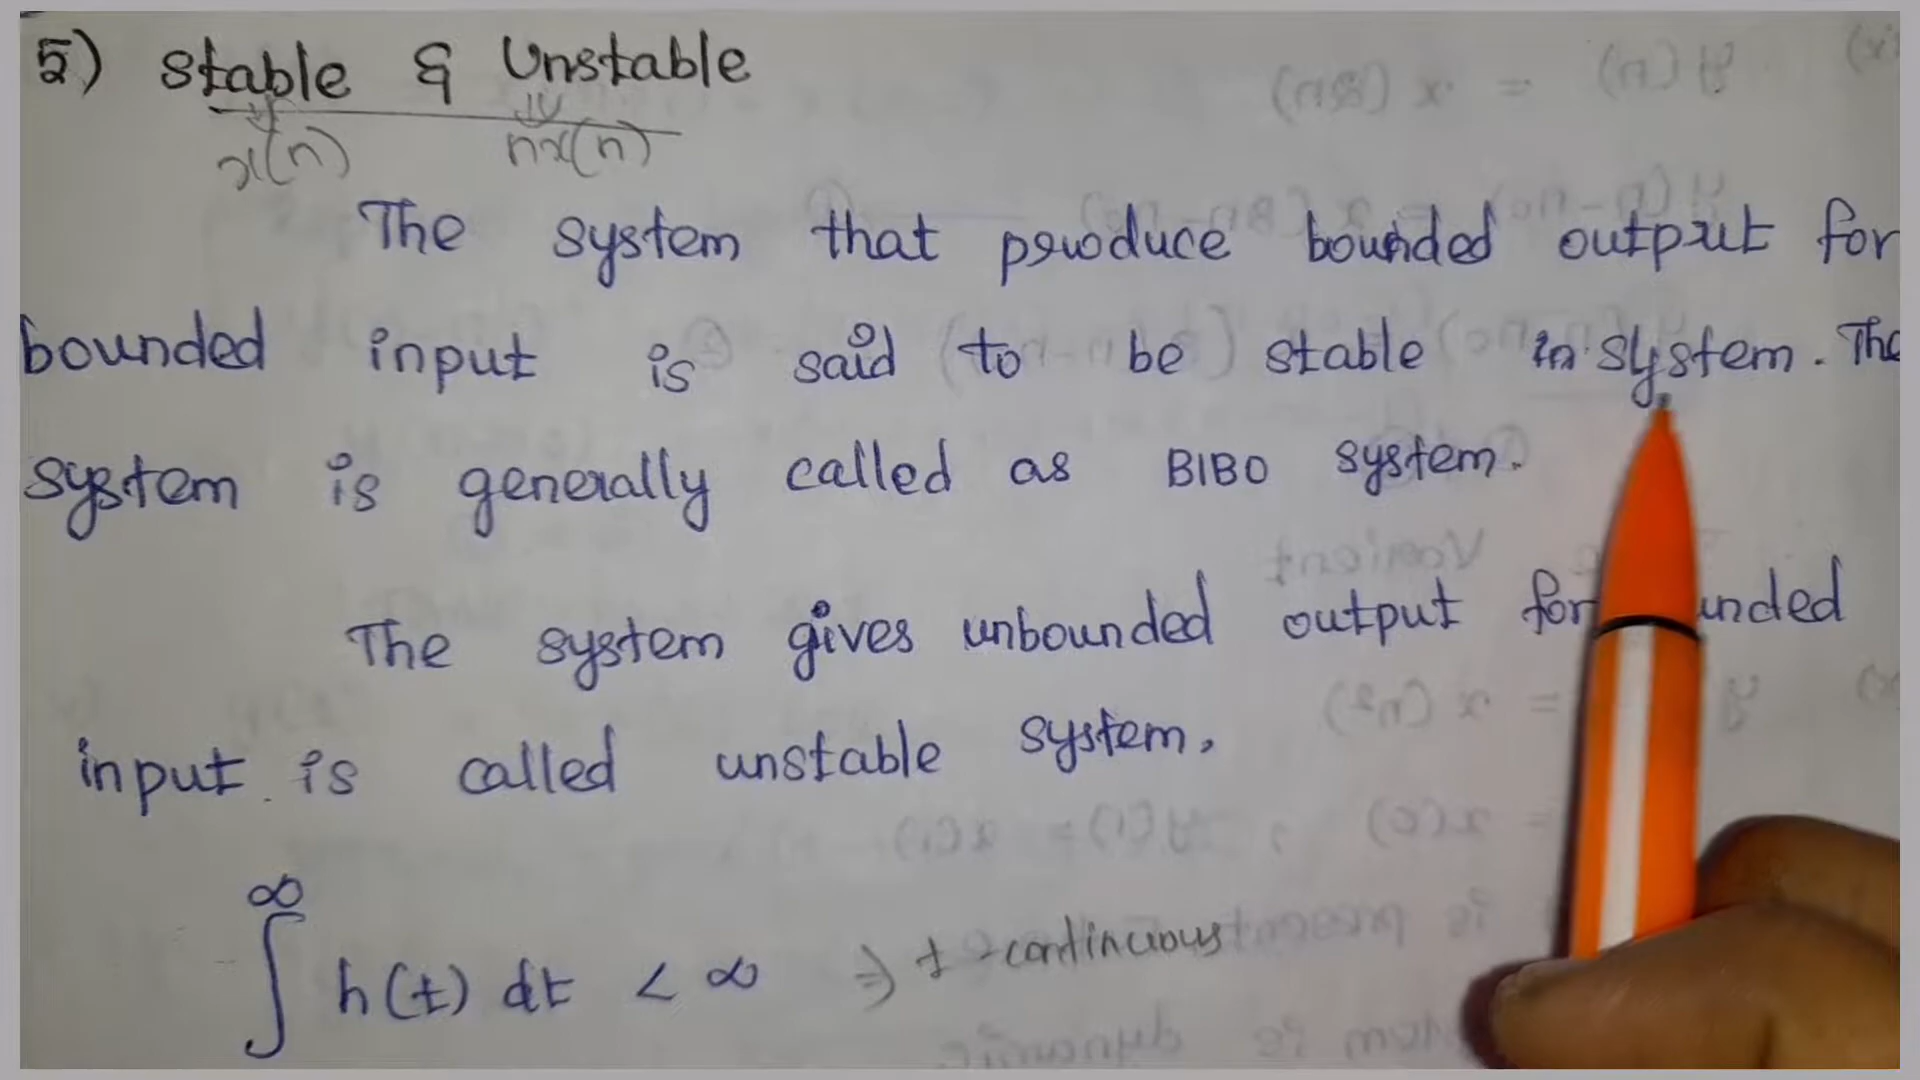 5) Stable & Unstable
x(n) nx(n)
The system that produce bounded output for
bounded input is said to be stable in system. The
system is generally called as BIBO system.
The system gives unbounded output for unded
input is called unstable system.
∞
∫ h(t) dt < ∞ ⇒ t - continuous